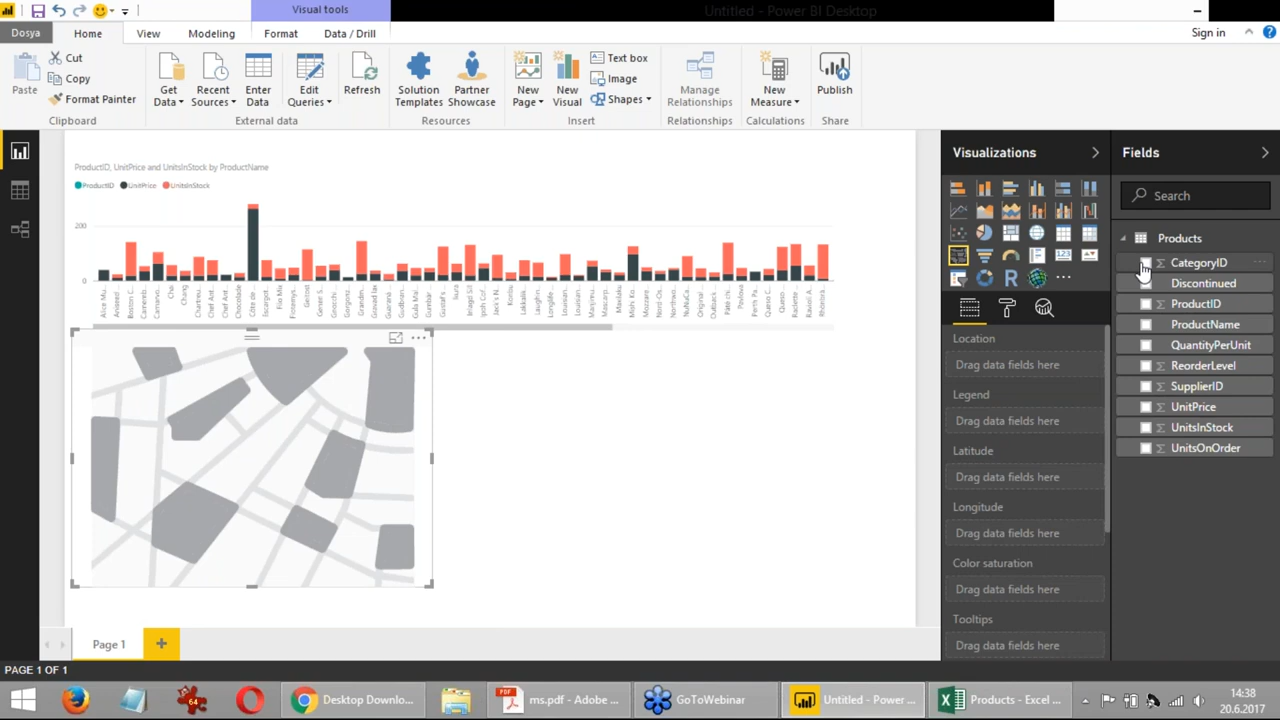 Visual tools
Untitled - Power BI Desktop
Dosya
Home
View
Modeling
Format
Data / Drill
Sign in
Paste
Cut
Copy
Format Painter
Get Data
Recent Sources
Enter Data
Edit Queries
Refresh
Solution Templates
Partner Showcase
New Page
New Visual
Text box
Image
Shapes
Manage Relationships
New Measure
Publish
Clipboard
External data
Resources
Insert
Relationships
Calculations
Share
ProductID, UnitPrice and UnitsInStock by ProductName
ProductID UnitPrice UnitsInStock
200
0
Visualizations
Location
Drag data fields here
Legend
Drag data fields here
Latitude
Drag data fields here
Longitude
Drag data fields here
Color saturation
Drag data fields here
Tooltips
Drag data fields here
Fields
Search
Products
CategoryID
Discontinued
ProductID
ProductName
QuantityPerUnit
ReorderLevel
SupplierID
UnitPrice
UnitsInStock
UnitsOnOrder
Page 1
PAGE 1 OF 1
64
Desktop Downlo...
PDF
ms.pdf - Adobe ...
GoToWebinar
Untitled - Power ...
Products - Excel ...
14:38
20.6.2017